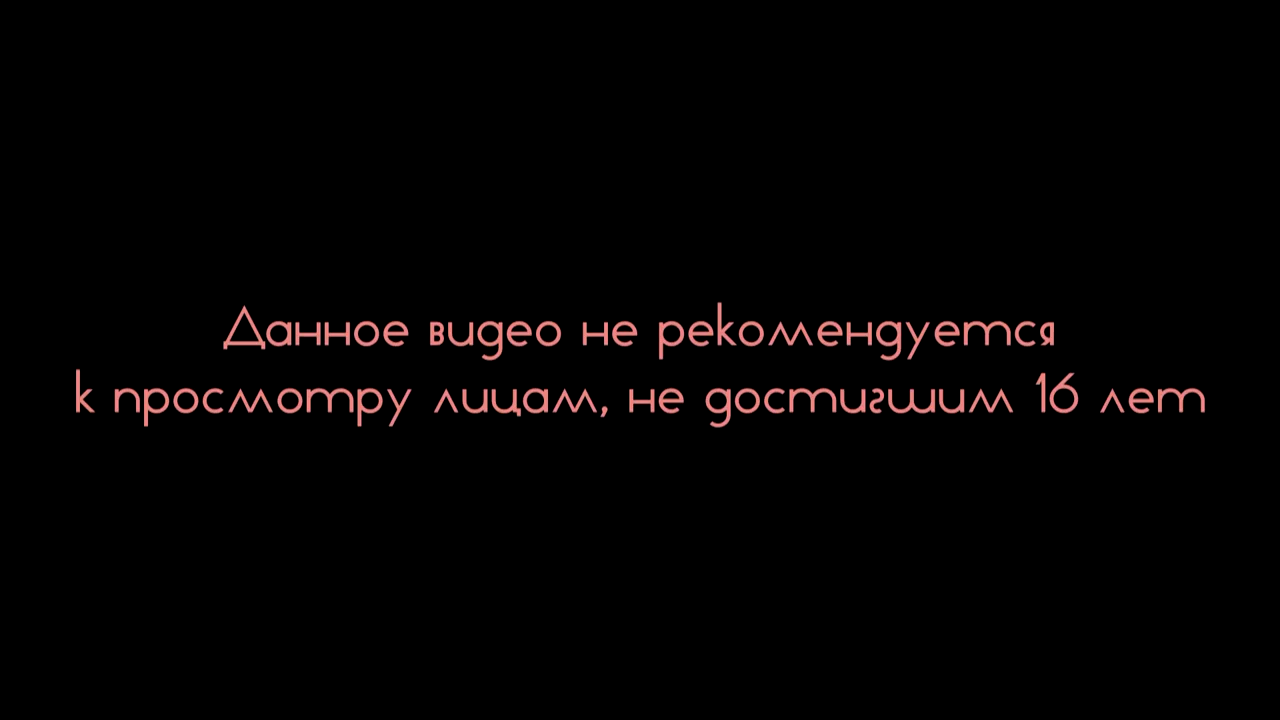 Данное видео не рекомендуется
к просмотру лицам, не достигшим 16 лет